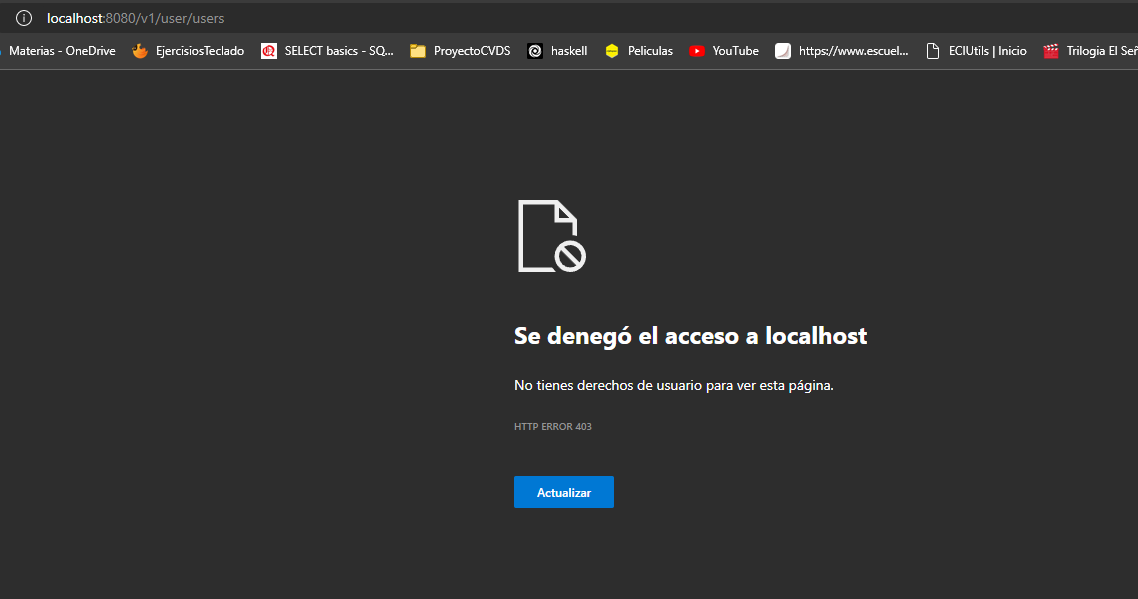 localhost:8080/v1/user/users
Materias - OneDrive EjercisiosTeclado SELECT basics - SQ... ProyectoCVDS haskell Peliculas YouTube https://www.escuel... ECIUtils | Inicio Trilogia El Señ
Se denegó el acceso a localhost
No tienes derechos de usuario para ver esta página.
HTTP ERROR 403
Actualizar